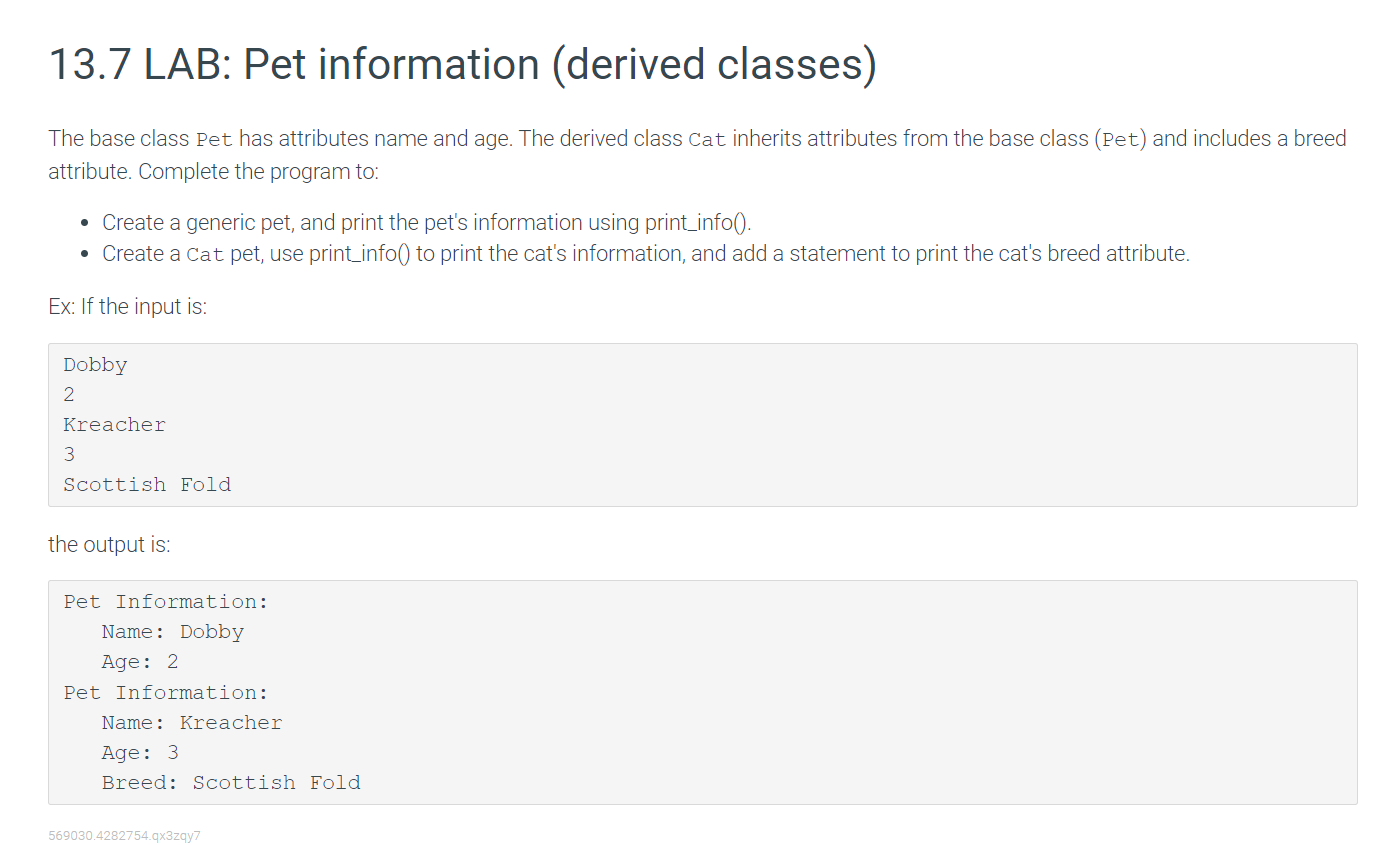 13.7 LAB: Pet information (derived classes)
The base class Pet has attributes name and age. The derived class Cat inherits attributes from the base class (Pet) and includes a breed
attribute. Complete the program to:
• Create a generic pet, and print the pet's information using print_info().
• Create a Cat pet, use print_info() to print the cat's information, and add a statement to print the cat's breed attribute.
Ex: If the input is:
Dobby
2
Kreacher
3
Scottish Fold
the output is:
Pet Information:
   Name: Dobby
   Age: 2
Pet Information:
   Name: Kreacher
   Age: 3
   Breed: Scottish Fold
569030.4282754.qx3zqy7